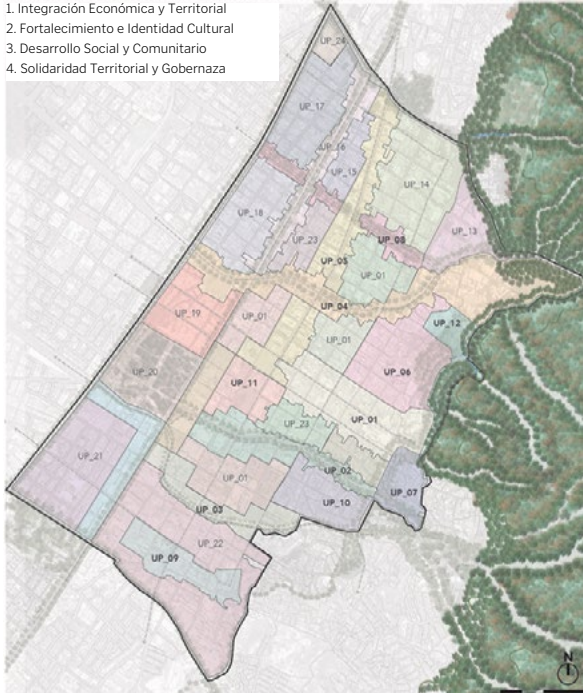 1. Integración Económica y Territorial
2. Fortalecimiento e Identidad Cultural
3. Desarrollo Social y Comunitario
4. Solidaridad Territorial y Gobernaza
UP_24
UP_17
UP_16
UP_15
UP_14
UP_18
UP_23
UP_08
UP_13
UP_05
UP_01
UP_04
UP_19
UP_01
UP_12
UP_01
UP_20
UP_11
UP_06
UP_01
UP_23
UP_21
UP_02
UP_01
UP_07
UP_10
UP_03
UP_22
UP_09
N